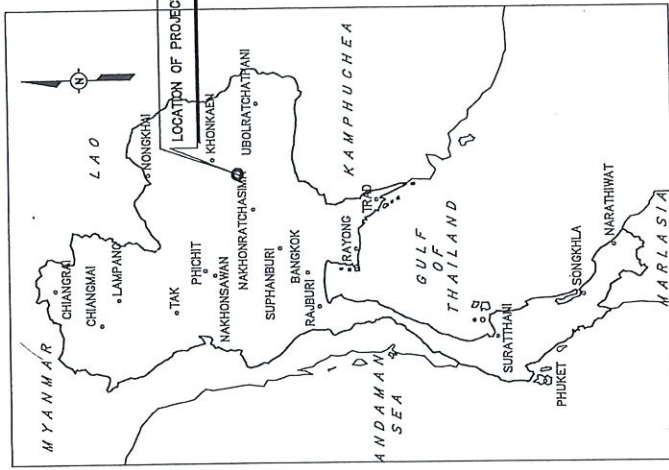 MYANMAR
LAO
N
CHIANGRAI
CHIANGMAI
LAMPANG
NONGKHAI
LOCATION OF PROJEC
TAK
PHICHIT
KHONKAEN
NAKHONSAWAN
NAKHONRATCHASIMA
UBOLRATCHATHANI
SUPHANBURI
BANGKOK
RAJBURI
RAYONG
TRAD
KAMPHUCHEA
ANDAMAN
SEA
GULF
OF
THAILAND
SURATTHANI
PHUKET
SONGKHLA
NARATHIWAT
MARLASIA